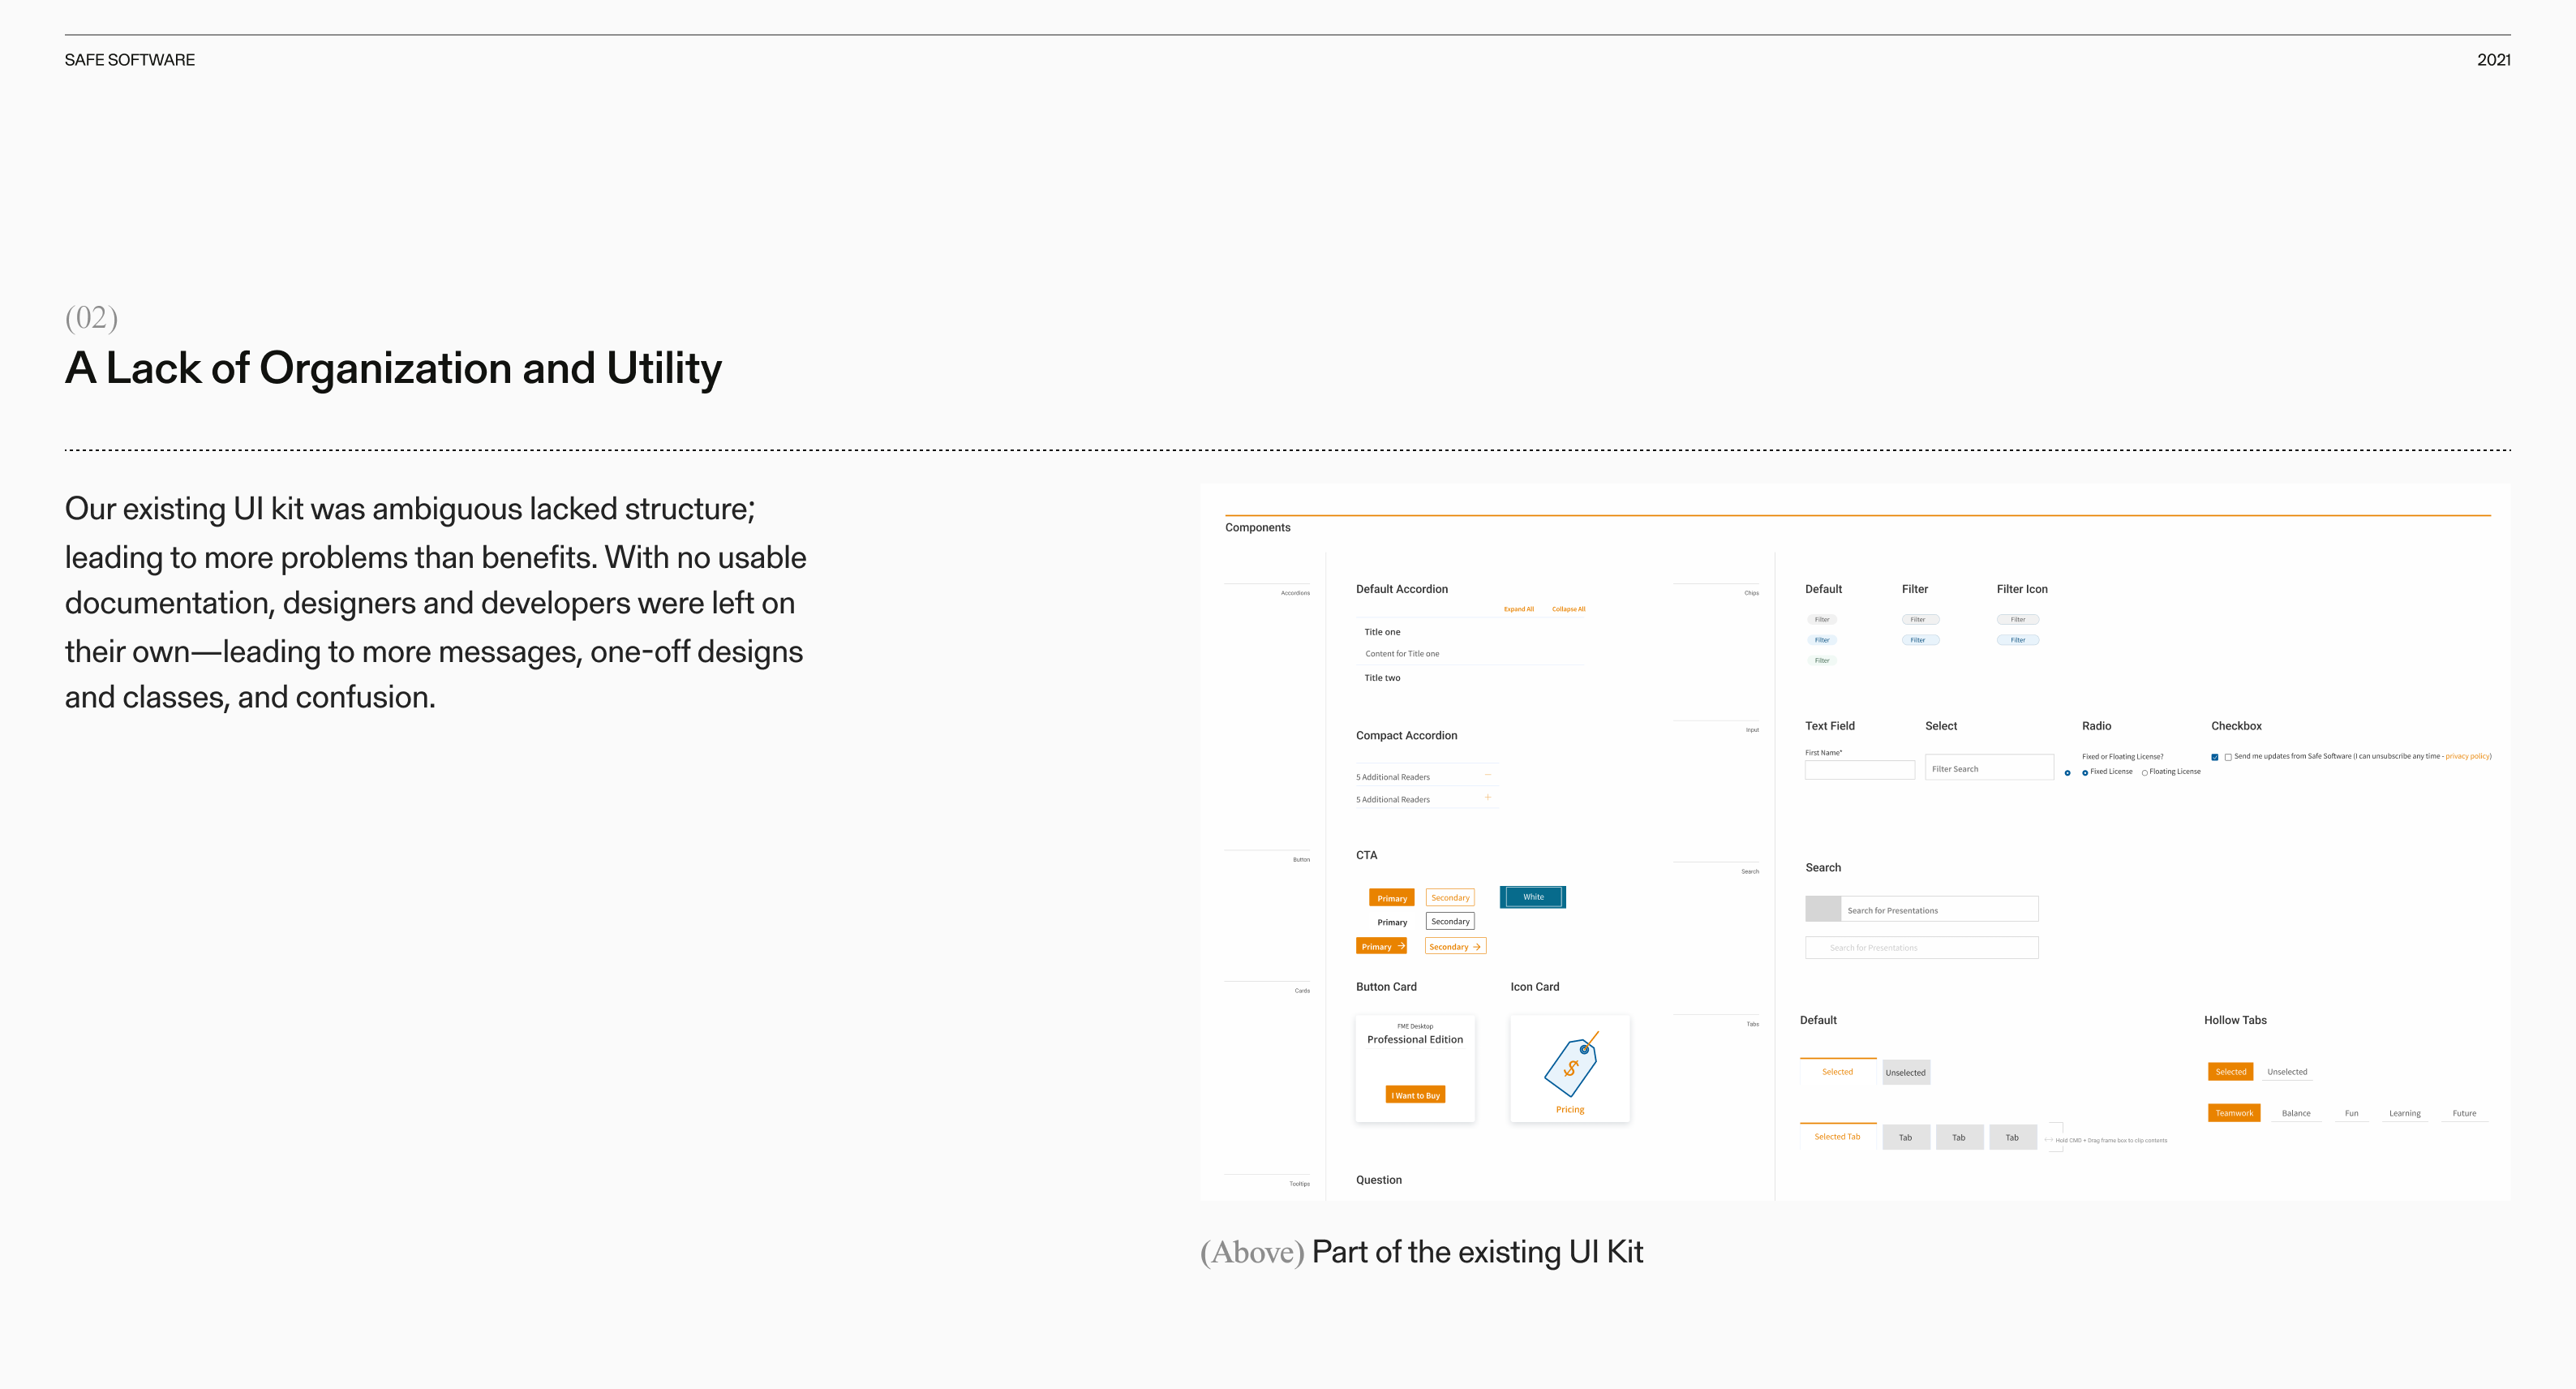 SAFE SOFTWARE
2021
(02)
A Lack of Organization and Utility
Our existing UI kit was ambiguous lacked structure;
leading to more problems than benefits. With no usable
documentation, designers and developers were left on
their own—leading to more messages, one-off designs
and classes, and confusion.
Components
Accordions
Default Accordion
Expand All Collapse All
Title one
Content for Title one
Title two
Compact Accordion
5 Additional Readers
5 Additional Readers
Button
CTA
Primary Secondary White
Primary Secondary
Primary → Secondary →
Cards
Button Card Icon Card
FME Desktop
Professional Edition
I Want to Buy
$
Pricing
Tooltips
Question
Chips
Default Filter Filter Icon
Filter Filter Filter
Filter Filter Filter
Filter
Input
Text Field Select Radio Checkbox
First Name*
Filter Search
Fixed or Floating License?
Fixed License Floating License
Send me updates from Safe Software (I can unsubscribe any time - privacy policy)
Search
Search
Search for Presentations
Search for Presentations
Tabs
Default Hollow Tabs
Selected Unselected
Selected Unselected
Selected Tab Tab Tab Tab
Hold CMD + Drag frame box to clip contents
Teamwork Balance Fun Learning Future
(Above) Part of the existing UI Kit